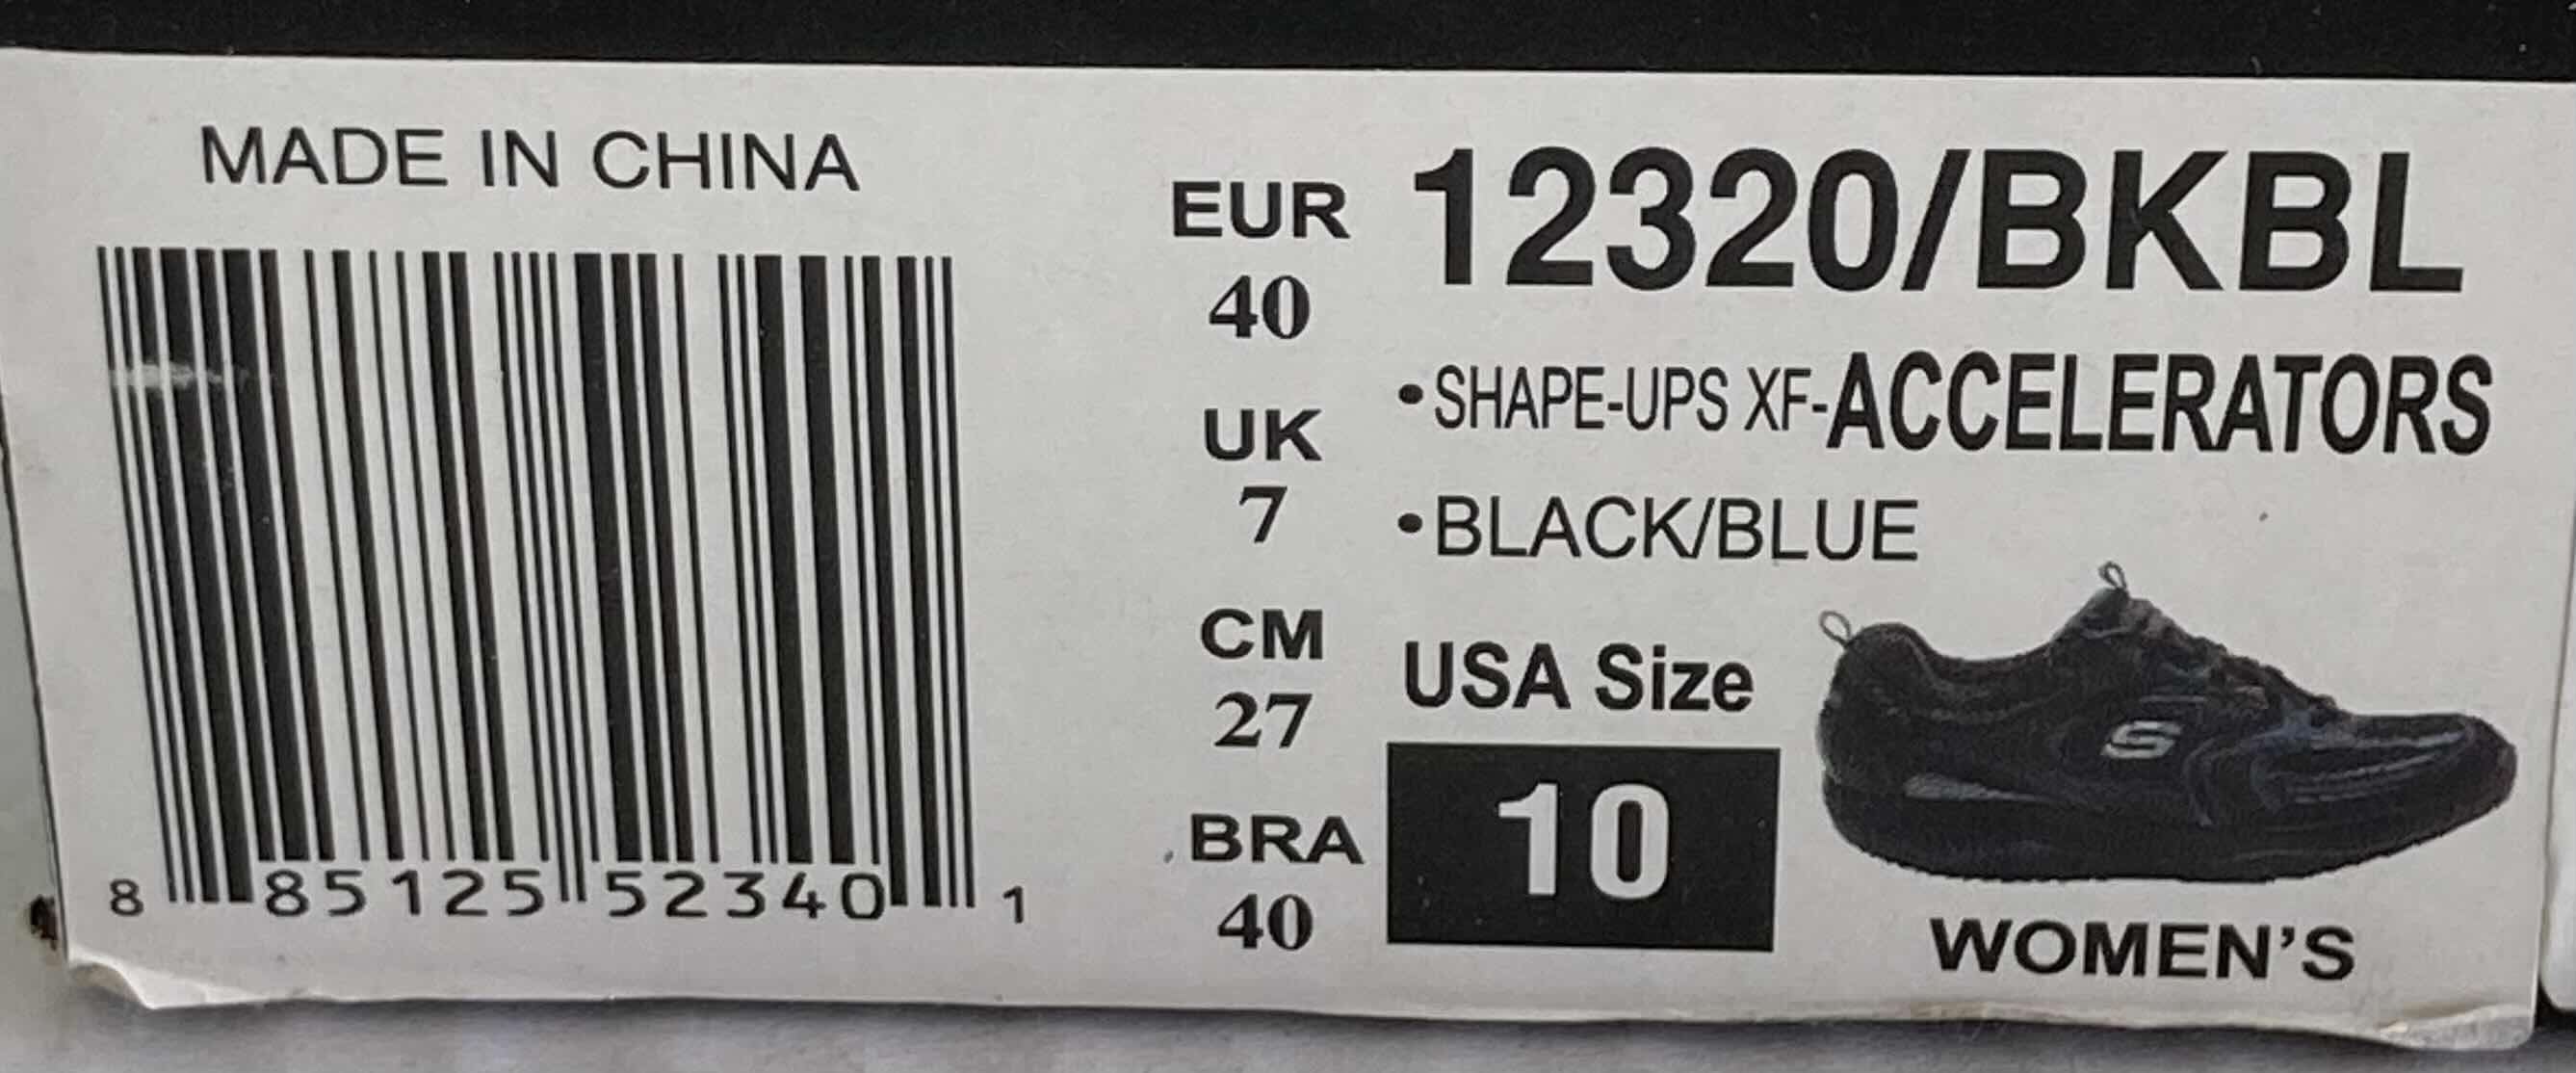 MADE IN CHINA
8 85125 52340 1
EUR
40
UK
7
CM
27
BRA
40
12320/BKBL
•SHAPE-UPS XF-ACCELERATORS
•BLACK/BLUE
USA Size
10
S
WOMEN'S